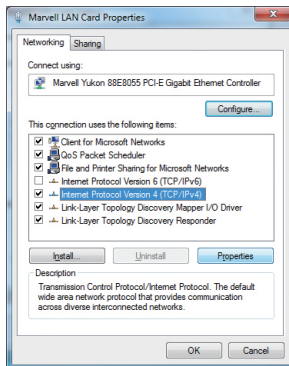 Marvell LAN Card Properties
Networking Sharing
Connect using:
Marvell Yukon 88E8055 PCI-E Gigabit Ethernet Controller
Configure...
This connection uses the following items:
Client for Microsoft Networks
QoS Packet Scheduler
File and Printer Sharing for Microsoft Networks
Internet Protocol Version 6 (TCP/IPv6)
Internet Protocol Version 4 (TCP/IPv4)
Link-Layer Topology Discovery Mapper I/O Driver
Link-Layer Topology Discovery Responder
Install... Uninstall Properties
Description
Transmission Control Protocol/Internet Protocol. The default
wide area network protocol that provides communication
across diverse interconnected networks.
OK Cancel